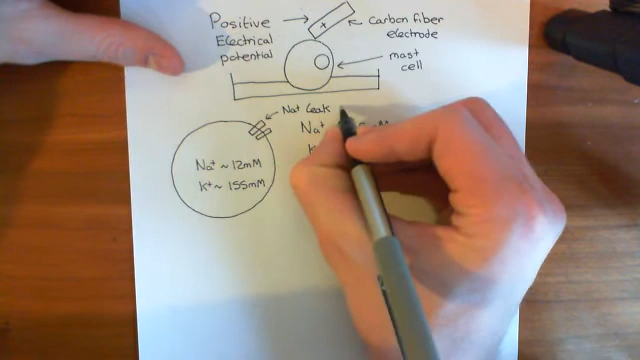 Positive
Electrical
potential
+
Carbon fiber
electrode
mast
cell
Na+ leak
Na+
Na+ ~ 12mM
K+ ~ 155mM